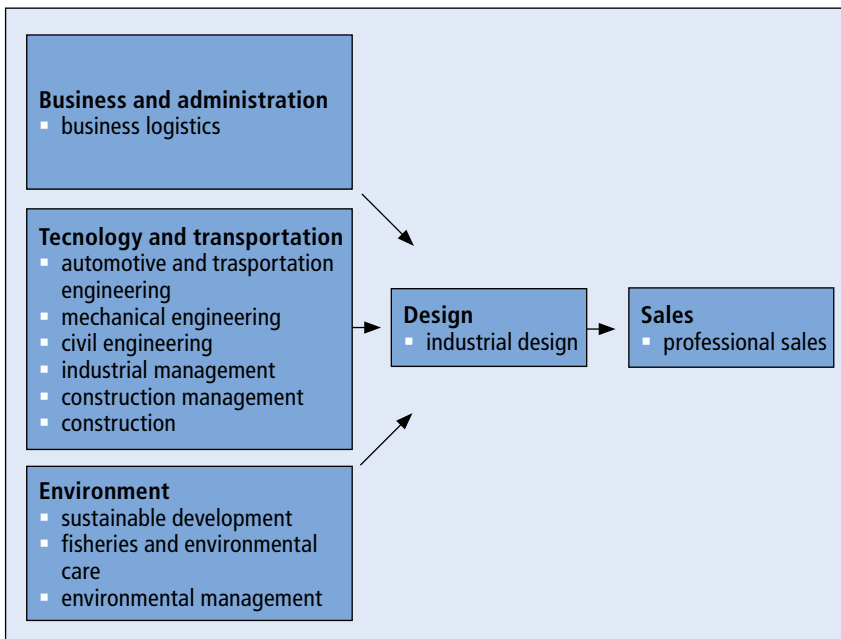 Business and administration
▪ business logistics
Tecnology and transportation
▪ automotive and trasportation
engineering
▪ mechanical engineering
▪ civil engineering
▪ industrial management
▪ construction management
▪ construction
Environment
▪ sustainable development
▪ fisheries and environmental
care
▪ environmental management
Design
▪ industrial design
Sales
▪ professional sales